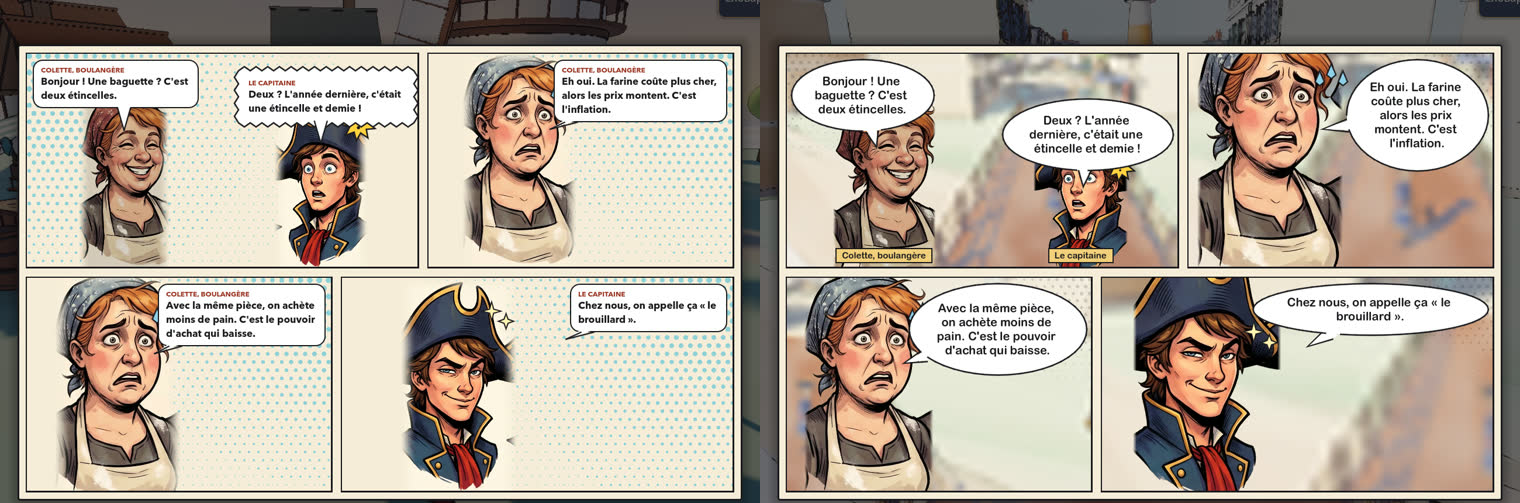 COLETTE, BOULANGÈRE
Bonjour ! Une baguette ? C'est
deux étincelles.
LE CAPITAINE
Deux ? L'année dernière, c'était
une étincelle et demie !
COLETTE, BOULANGÈRE
Eh oui. La farine coûte plus cher,
alors les prix montent. C'est
l'inflation.
COLETTE, BOULANGÈRE
Avec la même pièce, on achète
moins de pain. C'est le pouvoir
d'achat qui baisse.
LE CAPITAINE
Chez nous, on appelle ça « le
brouillard ».
Bonjour ! Une
baguette ? C'est
deux étincelles.
Deux ? L'année
dernière, c'était une
étincelle et demie !
Colette, boulangère
Le capitaine
Eh oui. La farine
coûte plus cher,
alors les prix
montent. C'est
l'inflation.
Avec la même pièce,
on achète moins de
pain. C'est le pouvoir
d'achat qui baisse.
Chez nous, on appelle ça « le
brouillard ».